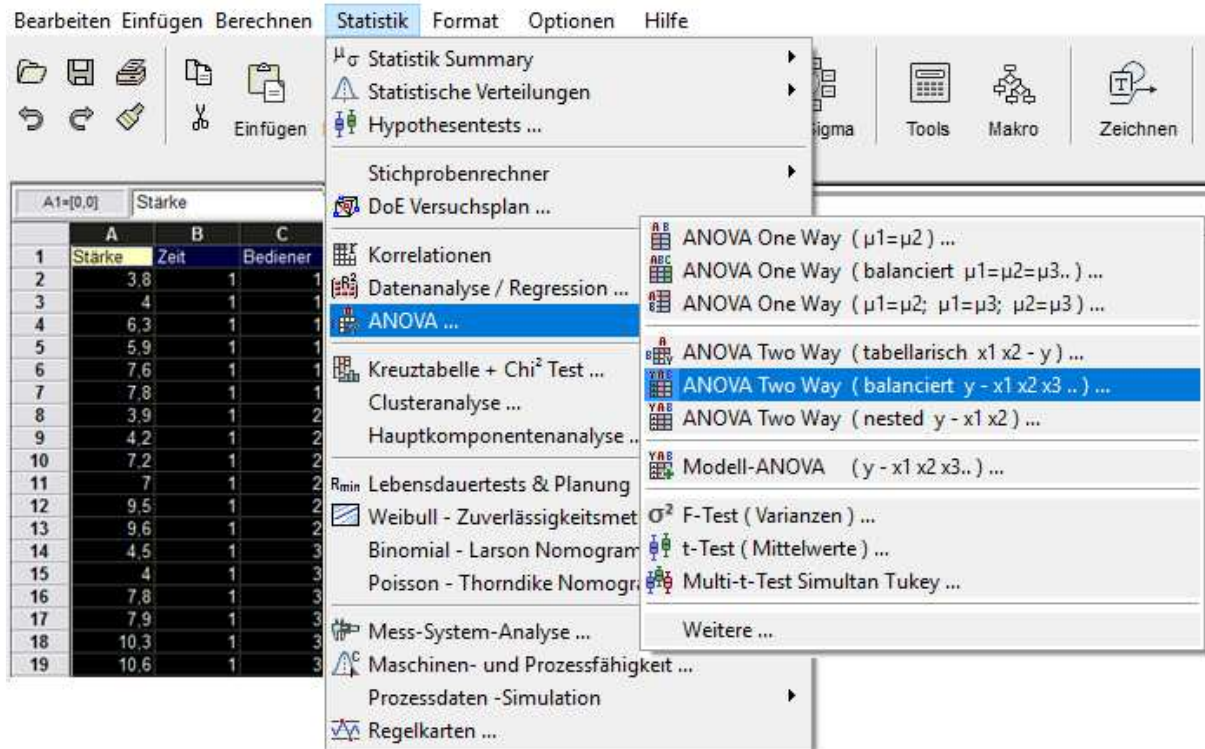 Bearbeiten Einfügen Berechnen Statistik Format Optionen Hilfe
Einfügen
Tools Makro Zeichnen
A1=[0,0] Stärke
A B C
1 Stärke Zeit Bediener
2 3,8 1 1
3 4 1 1
4 6,3 1 1
5 5,9 1 1
6 7,6 1 1
7 7,8 1 1
8 3,9 1 2
9 4,2 1 2
10 7,2 1 2
11 7 1 2
12 9,5 1 2
13 9,6 1 2
14 4,5 1 3
15 4 1 3
16 7,8 1 3
17 7,9 1 3
18 10,3 1 3
19 10,6 1 3
μσ Statistik Summary
Statistische Verteilungen
Hypothesentests ...
Stichprobenrechner
DoE Versuchsplan ...
Korrelationen
Datenanalyse / Regression ...
ANOVA ...
Kreuztabelle + Chi² Test ...
Clusteranalyse ...
Hauptkomponentenanalyse ..
Rmin Lebensdauertests & Planung
Weibull - Zuverlässigkeitsmet
Binomial - Larson Nomogram
Poisson - Thorndike Nomogr
Mess-System-Analyse ...
Maschinen- und Prozessfähigkeit ...
Prozessdaten -Simulation
Regelkarten ...
ANOVA One Way ( μ1=μ2 ) ...
ANOVA One Way ( balanciert μ1=μ2=μ3.. ) ...
ANOVA One Way ( μ1=μ2; μ1=μ3; μ2=μ3 ) ...
ANOVA Two Way ( tabellarisch x1 x2 - y ) ...
ANOVA Two Way ( balanciert y - x1 x2 x3 .. ) ...
ANOVA Two Way ( nested y - x1 x2 ) ...
Modell-ANOVA ( y - x1 x2 x3.. ) ...
σ² F-Test ( Varianzen ) ...
t-Test ( Mittelwerte ) ...
Multi-t-Test Simultan Tukey ...
Weitere ...